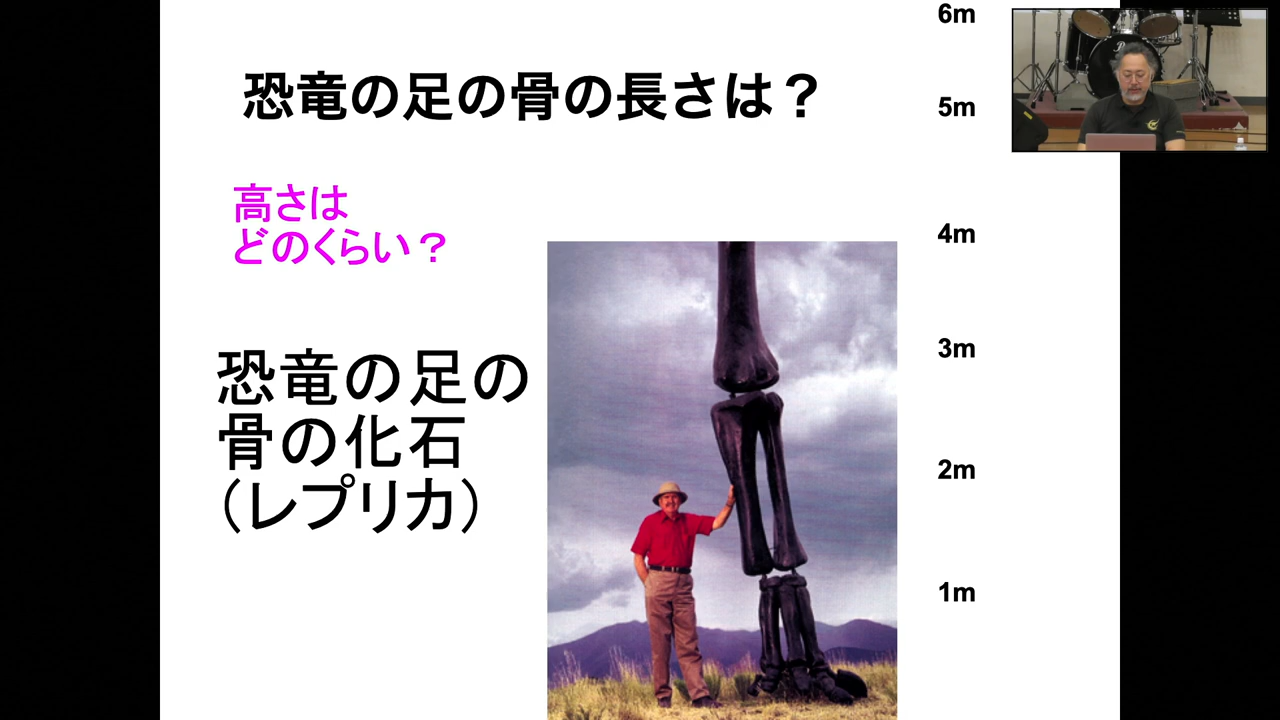 恐竜の足の骨の長さは？
高さは
どのくらい？
恐竜の足の
骨の化石
（レプリカ）
6m
5m
4m
3m
2m
1m